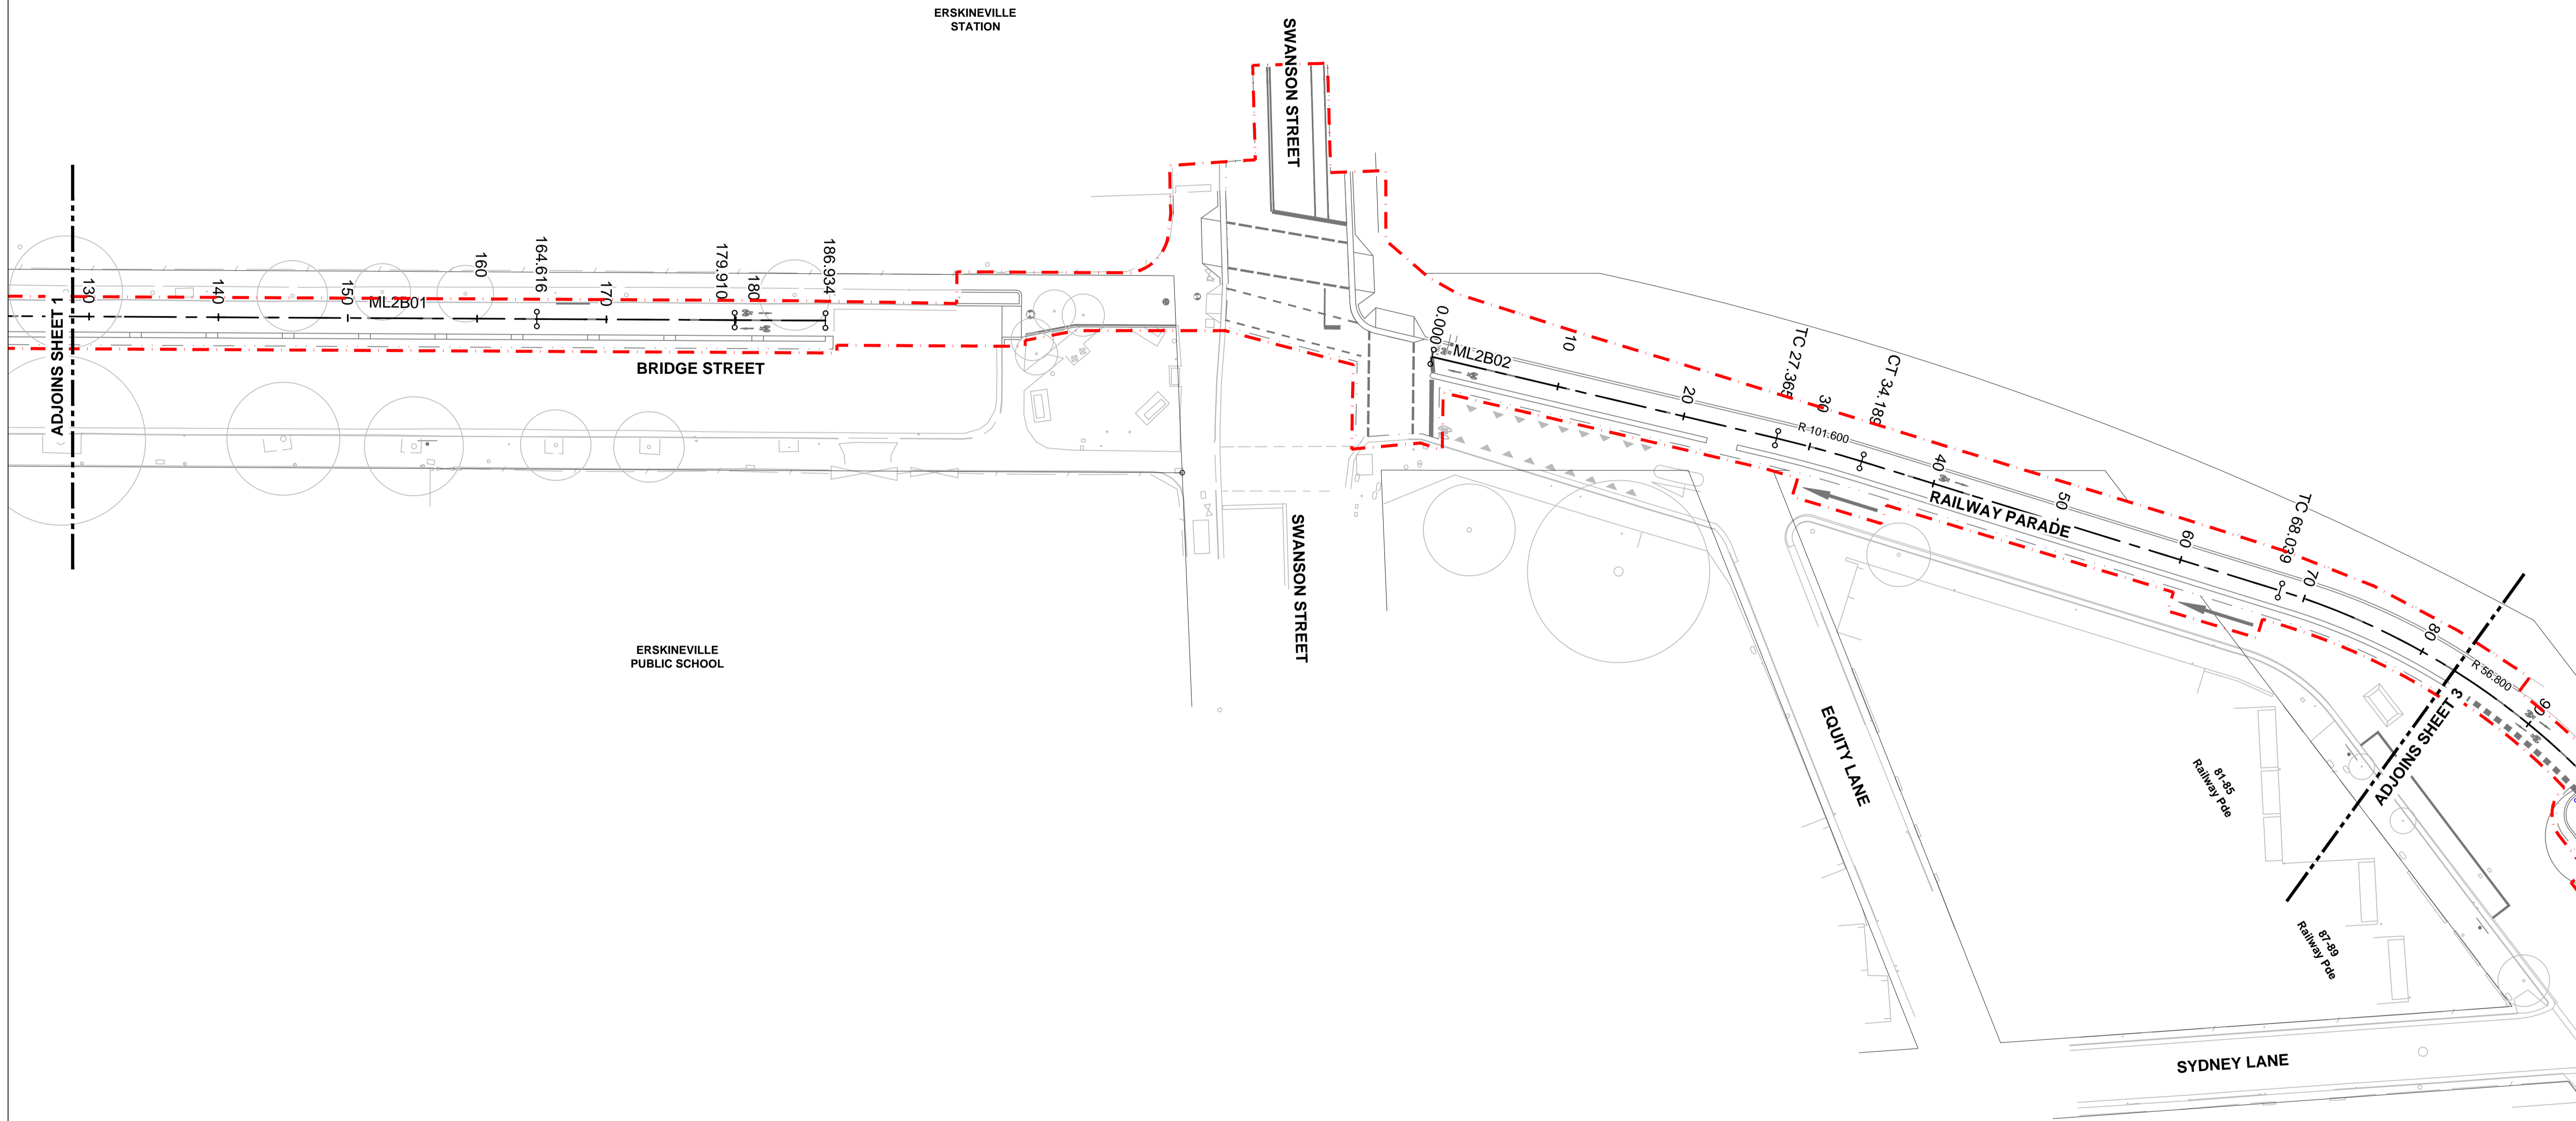 ERSKINEVILLE
STATION
SWANSON STREET
ADJOINS SHEET 1
130
140
150
ML2B01
160
164.616
170
179.910
180
186.934
BRIDGE STREET
0.000
ML2B02
10
20
TC 27.365
30
R 101.600
CT 34.189
40
RAILWAY PARADE
50
60
TC 68.039
70
80
R 56.800
90
ADJOINS SHEET 3
SWANSON STREET
ERSKINEVILLE
PUBLIC SCHOOL
EQUITY LANE
81-85
Railway Pde
87-89
Railway Pde
SYDNEY LANE